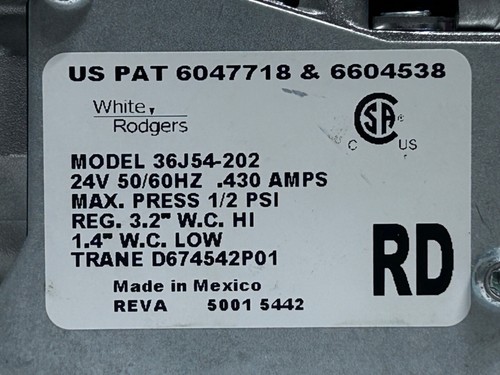 US PAT 6047718 & 6604538
White
Rodgers
CSA
C US
MODEL 36J54-202
24V 50/60HZ .430 AMPS
MAX. PRESS 1/2 PSI
REG. 3.2" W.C. HI
1.4" W.C. LOW
TRANE D674542P01
RD
Made in Mexico
REVA 5001 5442